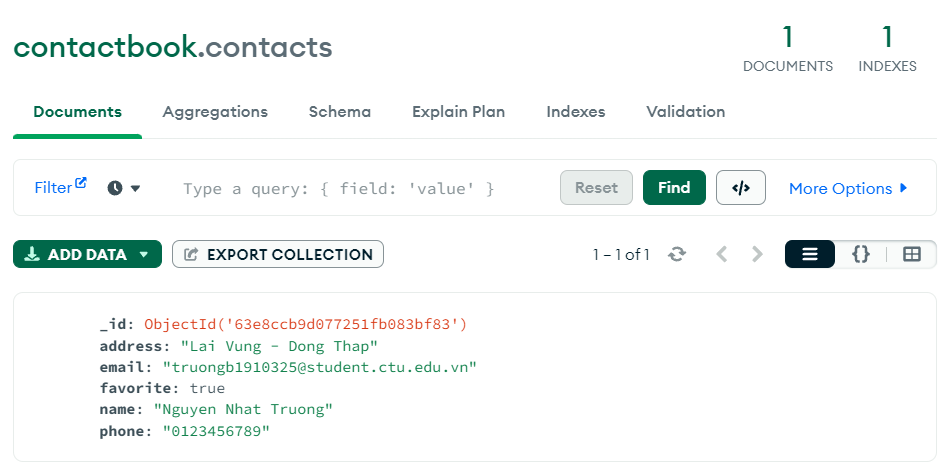 contactbook.contacts
1
DOCUMENTS
1
INDEXES
Documents
Aggregations
Schema
Explain Plan
Indexes
Validation
Filter
Type a query: { field: 'value' }
Reset
Find
</>
More Options
ADD DATA
EXPORT COLLECTION
1 – 1 of 1
{}
_id: ObjectId('63e8ccb9d077251fb083bf83')
address: "Lai Vung - Dong Thap"
email: "truongb1910325@student.ctu.edu.vn"
favorite: true
name: "Nguyen Nhat Truong"
phone: "0123456789"